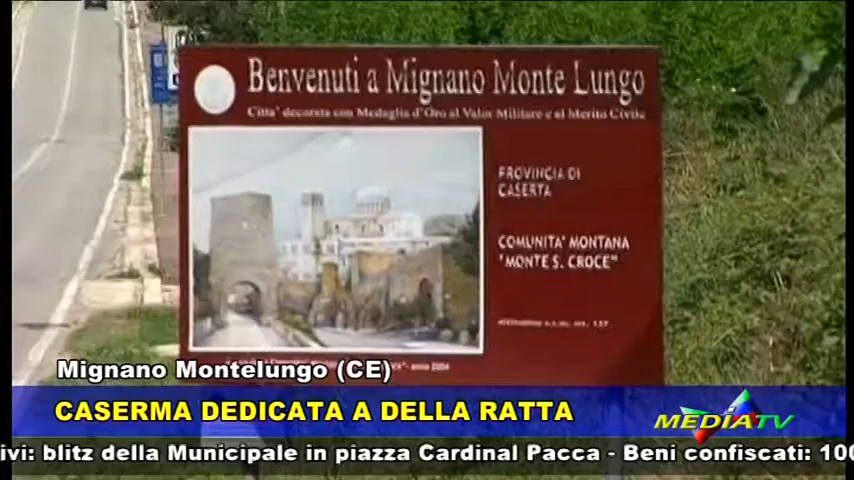 Benvenuti a Mignano Monte Lungo
Citta' decorata con Medaglia d'Oro al Valor Militare e al Merito Civile
PROVINCIA DI
CASERTA
COMUNITA' MONTANA
"MONTE S. CROCE"
anno 2004
Mignano Montelungo (CE)
CASERMA DEDICATA A DELLA RATTA
MEDIATV
ivi: blitz della Municipale in piazza Cardinal Pacca - Beni confiscati: 100